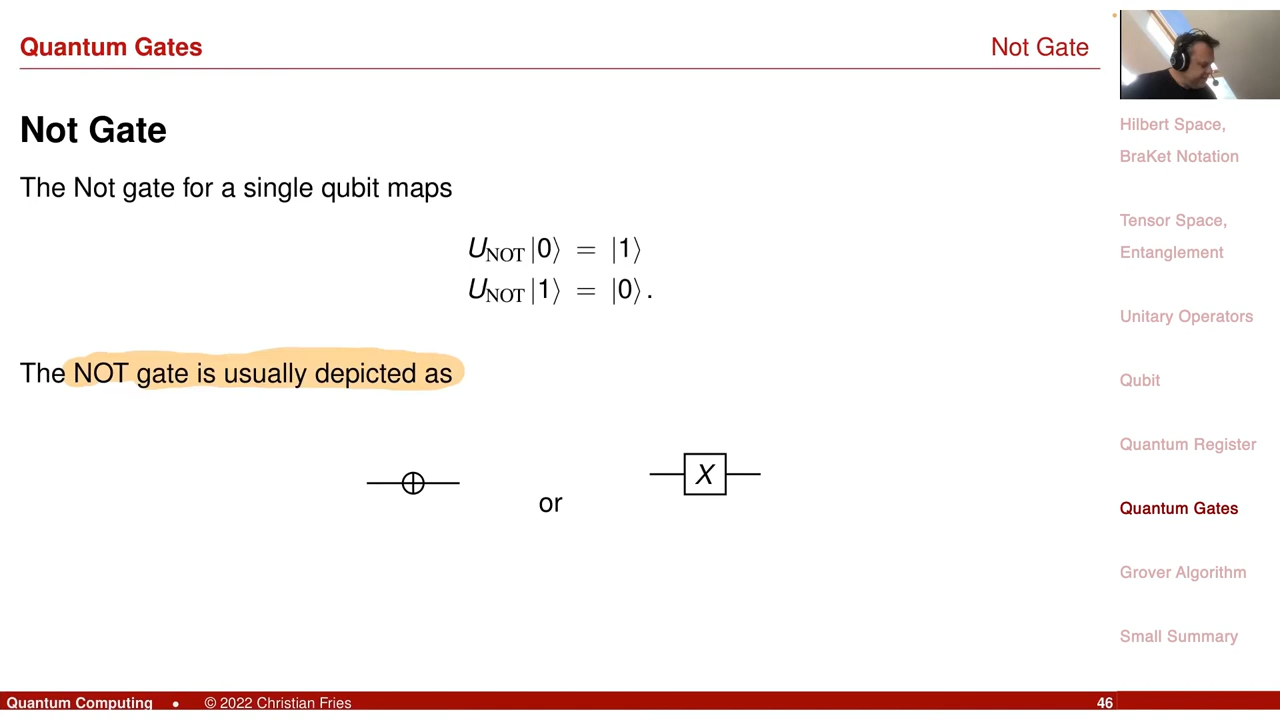 Quantum Gates
Not Gate
Not Gate
The Not gate for a single qubit maps
U_NOT |0⟩ = |1⟩
U_NOT |1⟩ = |0⟩.
The NOT gate is usually depicted as
⊕
or
X
Hilbert Space,
BraKet Notation
Tensor Space,
Entanglement
Unitary Operators
Qubit
Quantum Register
Quantum Gates
Grover Algorithm
Small Summary
Quantum Computing • © 2022 Christian Fries 46